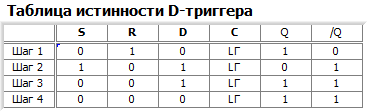 Таблица истинности D-триггера
S R D C Q /Q
Шаг 1 0 1 0 LГ 1 0
Шаг 2 1 0 1 LГ 0 1
Шаг 3 0 0 1 LГ 1 1
Шаг 4 0 0 0 LГ 1 1